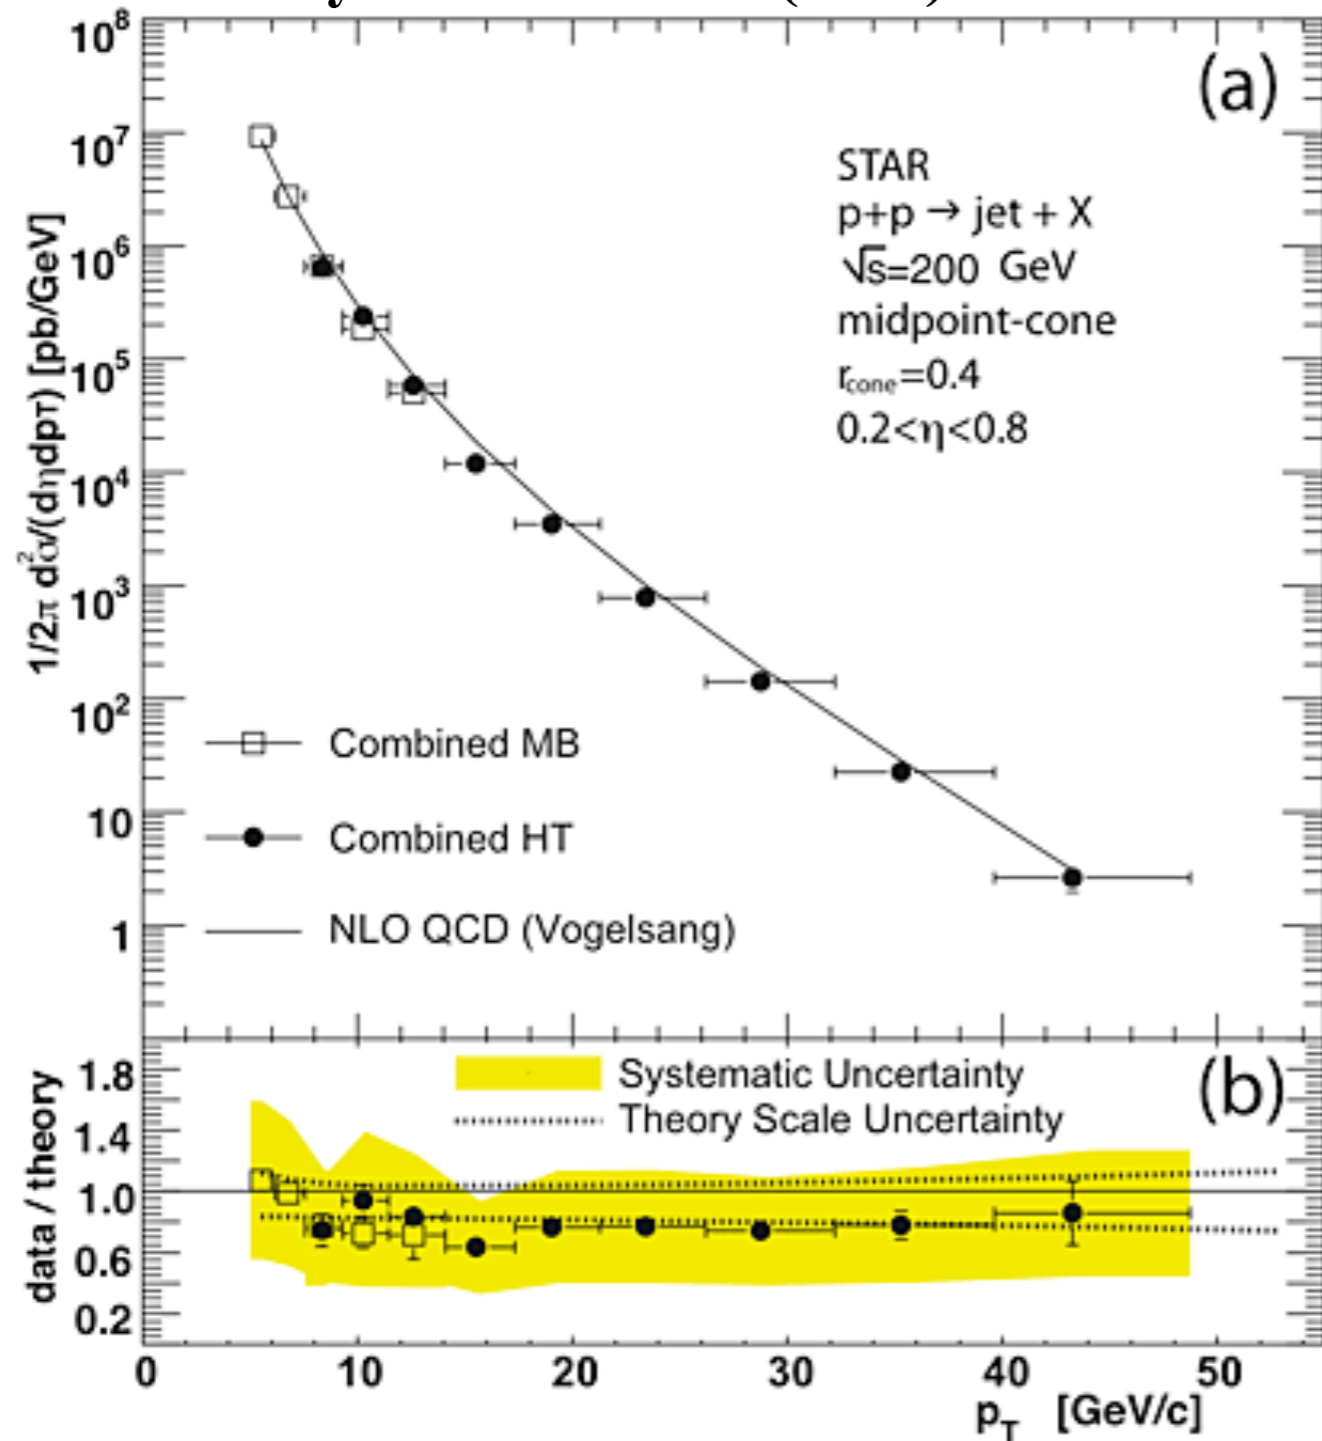 10⁸
(a)
10⁷
STAR
p+p → jet + X
√s=200 GeV
10⁶
midpoint-cone
10⁵
r_cone=0.4
0.2<η<0.8
10⁴
10³
1/2π d²σ/(dηdpT) [pb/GeV]
10²
Combined MB
10
Combined HT
1
NLO QCD (Vogelsang)
(b)
Systematic Uncertainty
Theory Scale Uncertainty
1.8
1.4
1.0
0.6
0.2
data / theory
0 10 20 30 40 50
p_T [GeV/c]